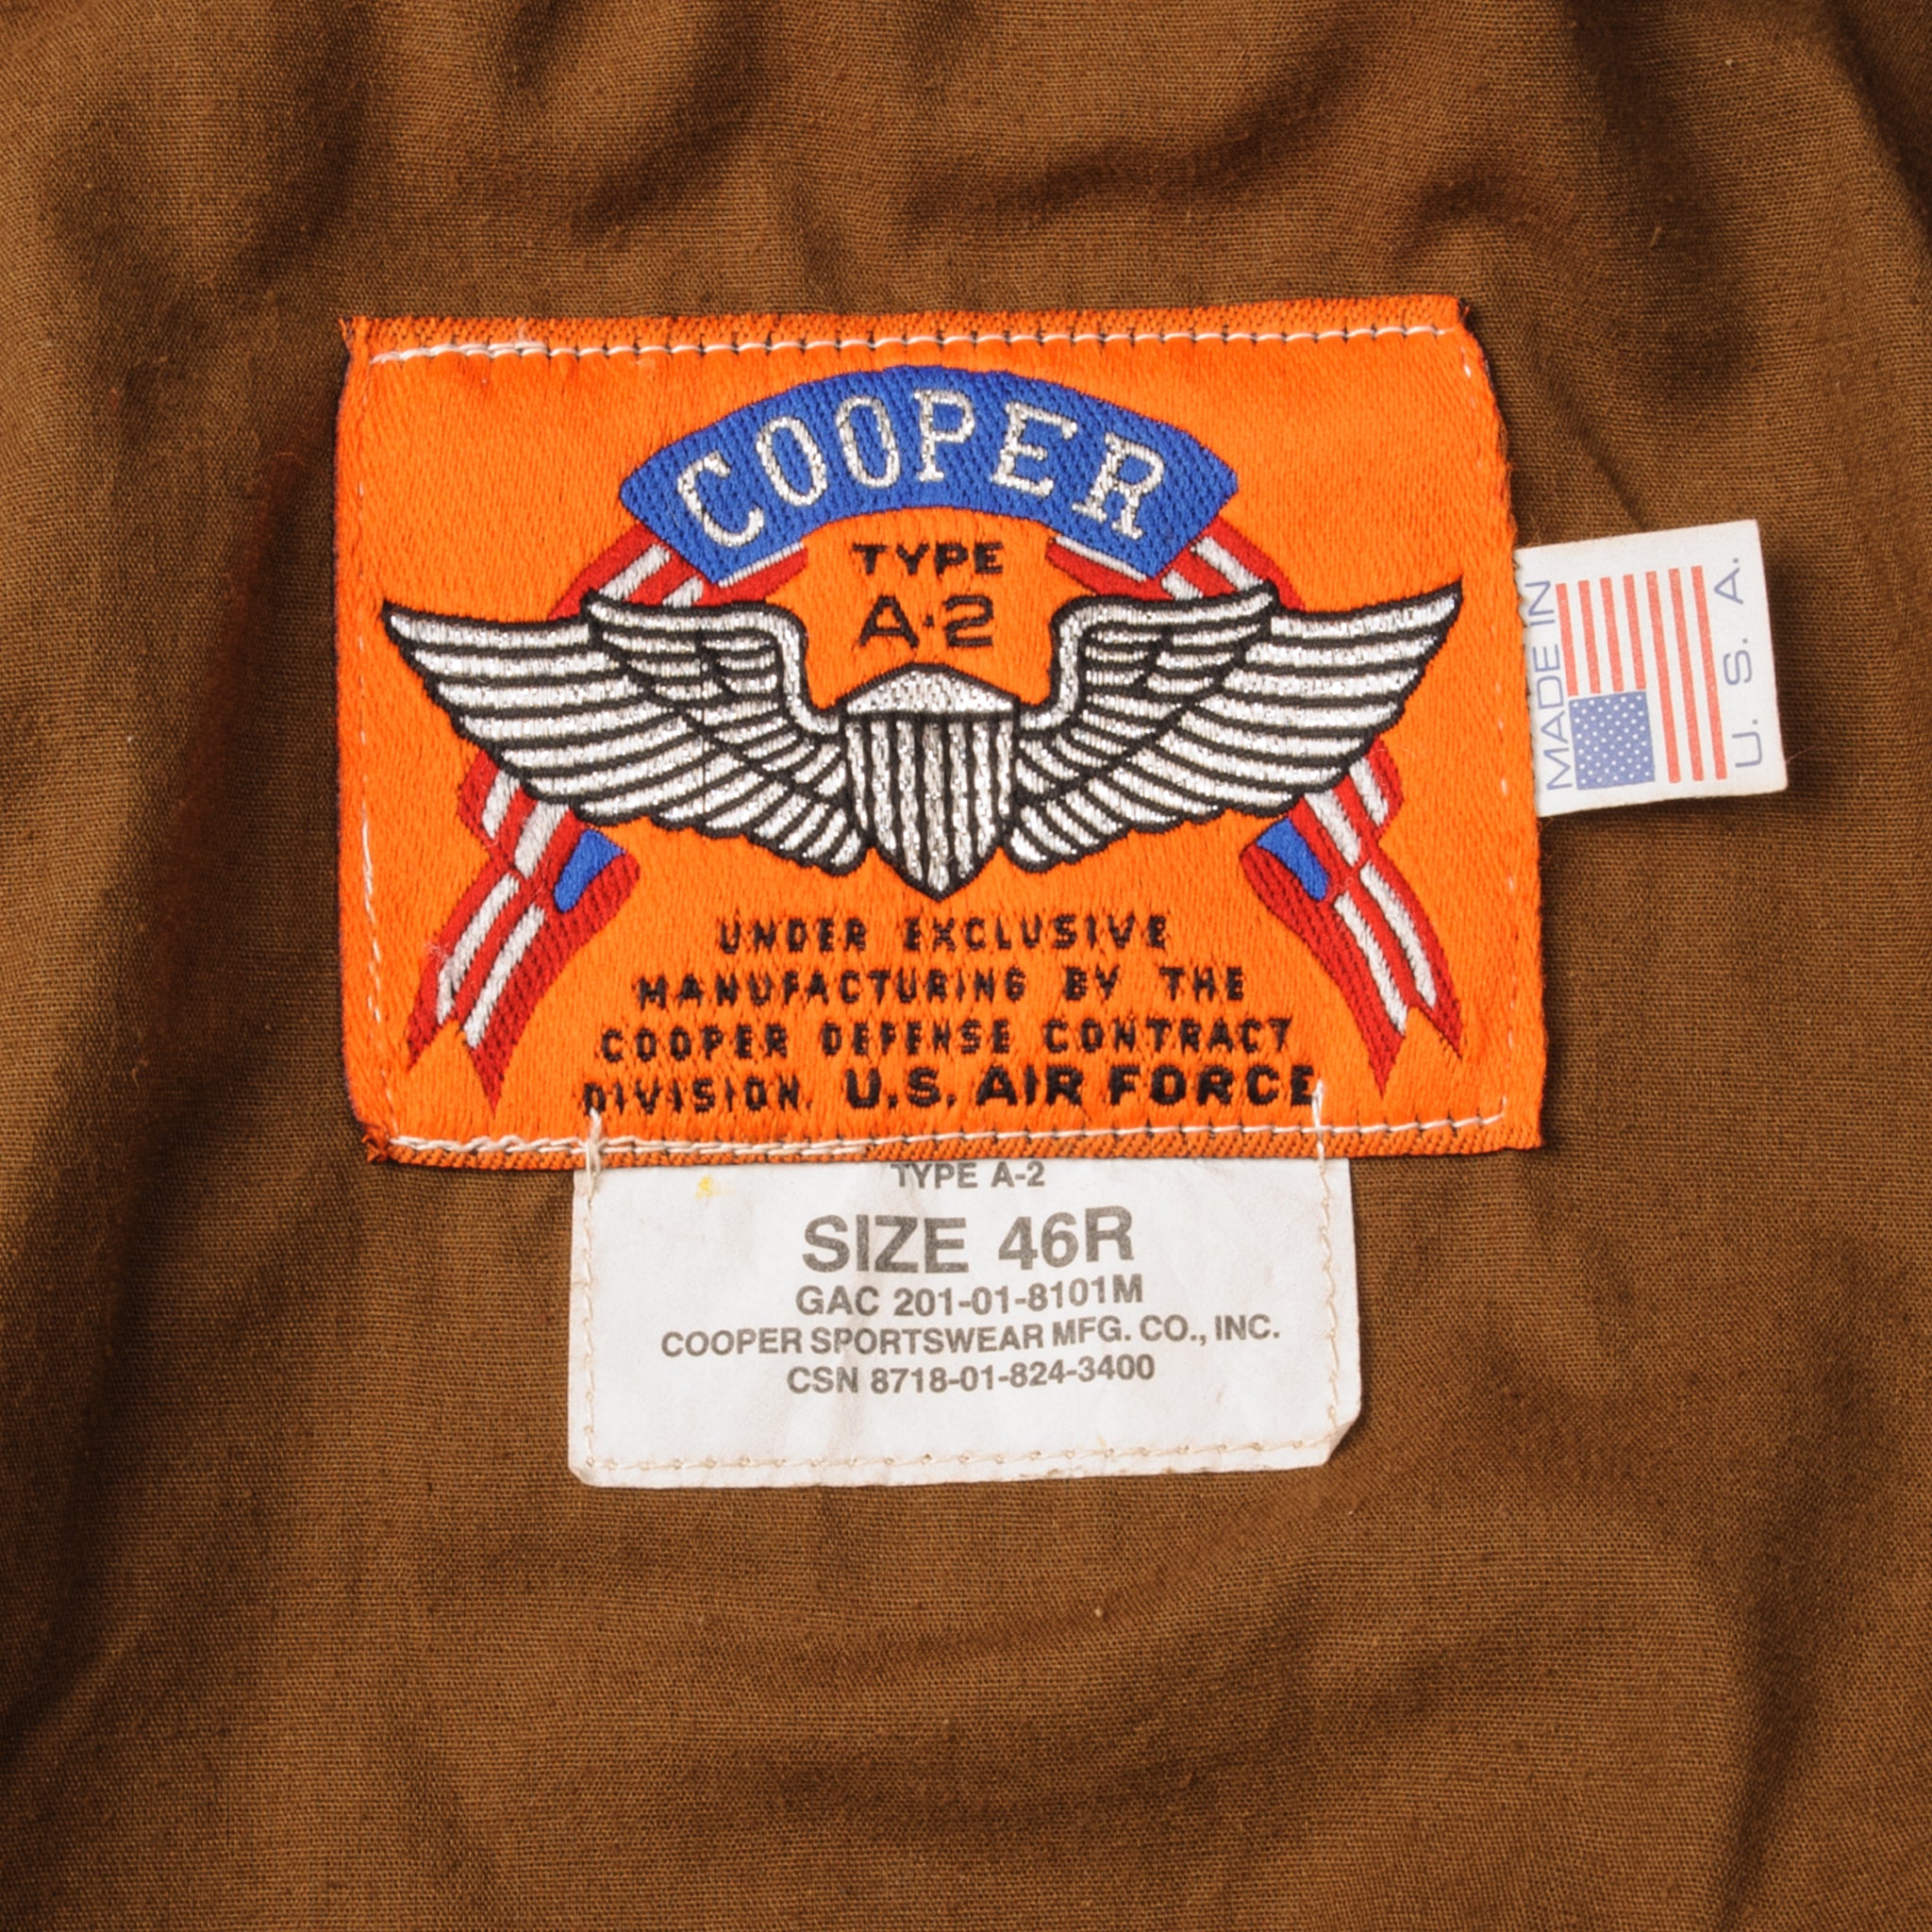 COOPER
TYPE
A·2
UNDER EXCLUSIVE
MANUFACTURING BY THE
COOPER DEFENSE CONTRACT
DIVISION. U.S. AIR FORCE
MADE IN
U. S. A.
TYPE A-2
SIZE 46R
GAC 201-01-8101M
COOPER SPORTSWEAR MFG. CO., INC.
CSN 8718-01-824-3400